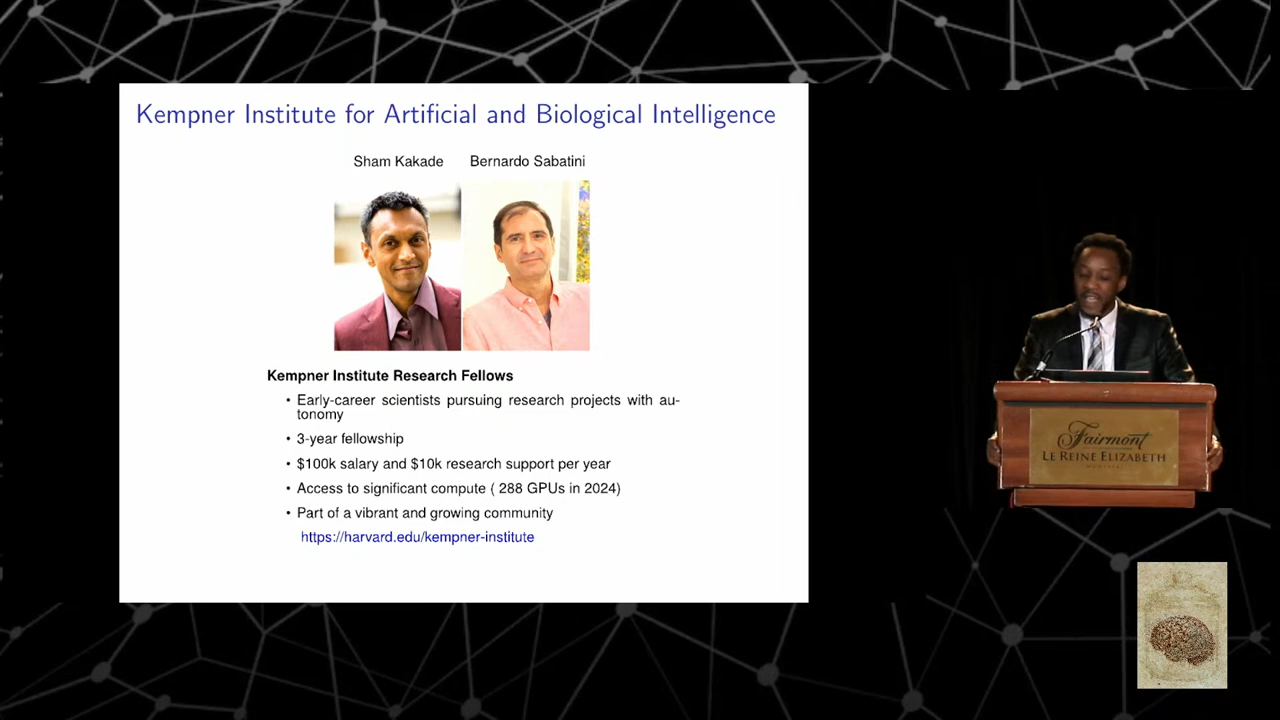 Kempner Institute for Artificial and Biological Intelligence
Sham Kakade Bernardo Sabatini
Kempner Institute Research Fellows
• Early-career scientists pursuing research projects with au-
tonomy
• 3-year fellowship
• $100k salary and $10k research support per year
• Access to significant compute ( 288 GPUs in 2024)
• Part of a vibrant and growing community
https://harvard.edu/kempner-institute
Fairmont
LE REINE ELIZABETH